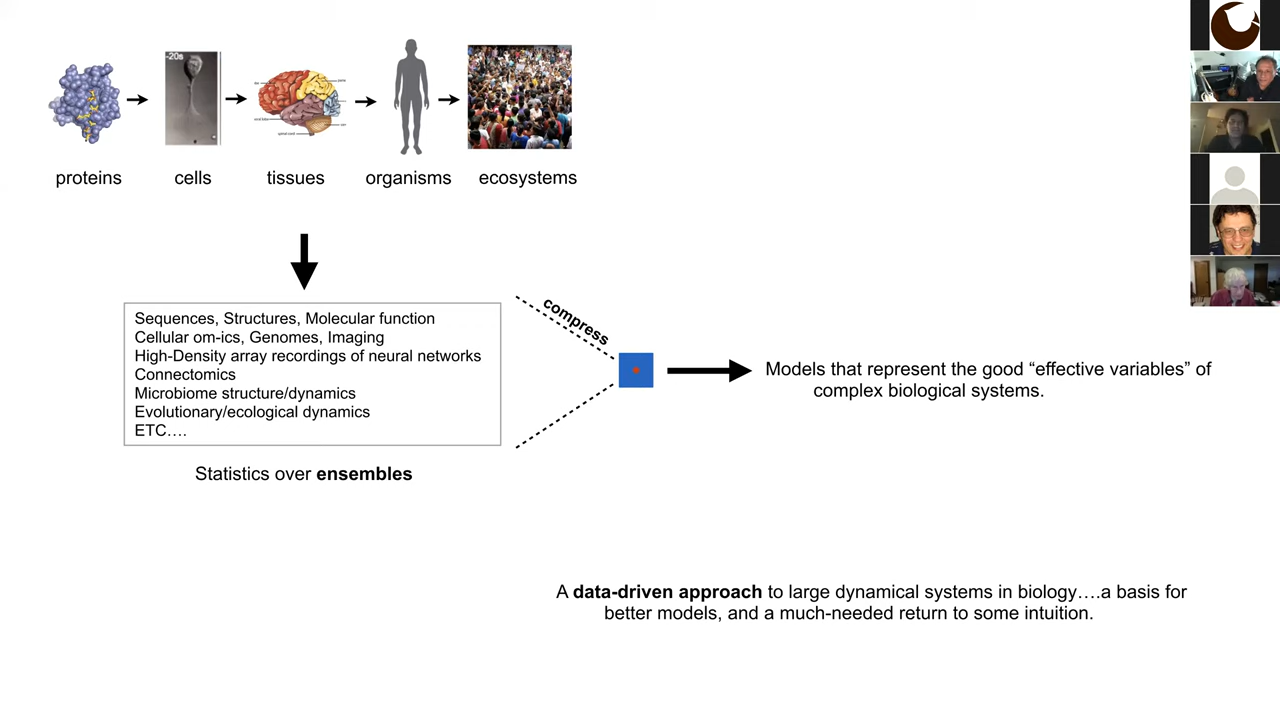 -20s
proteins
cells
tissues
organisms
ecosystems
Sequences, Structures, Molecular function
Cellular om-ics, Genomes, Imaging
High-Density array recordings of neural networks
Connectomics
Microbiome structure/dynamics
Evolutionary/ecological dynamics
ETC….
Statistics over ensembles
compress
Models that represent the good “effective variables” of
complex biological systems.
A data-driven approach to large dynamical systems in biology….a basis for
better models, and a much-needed return to some intuition.